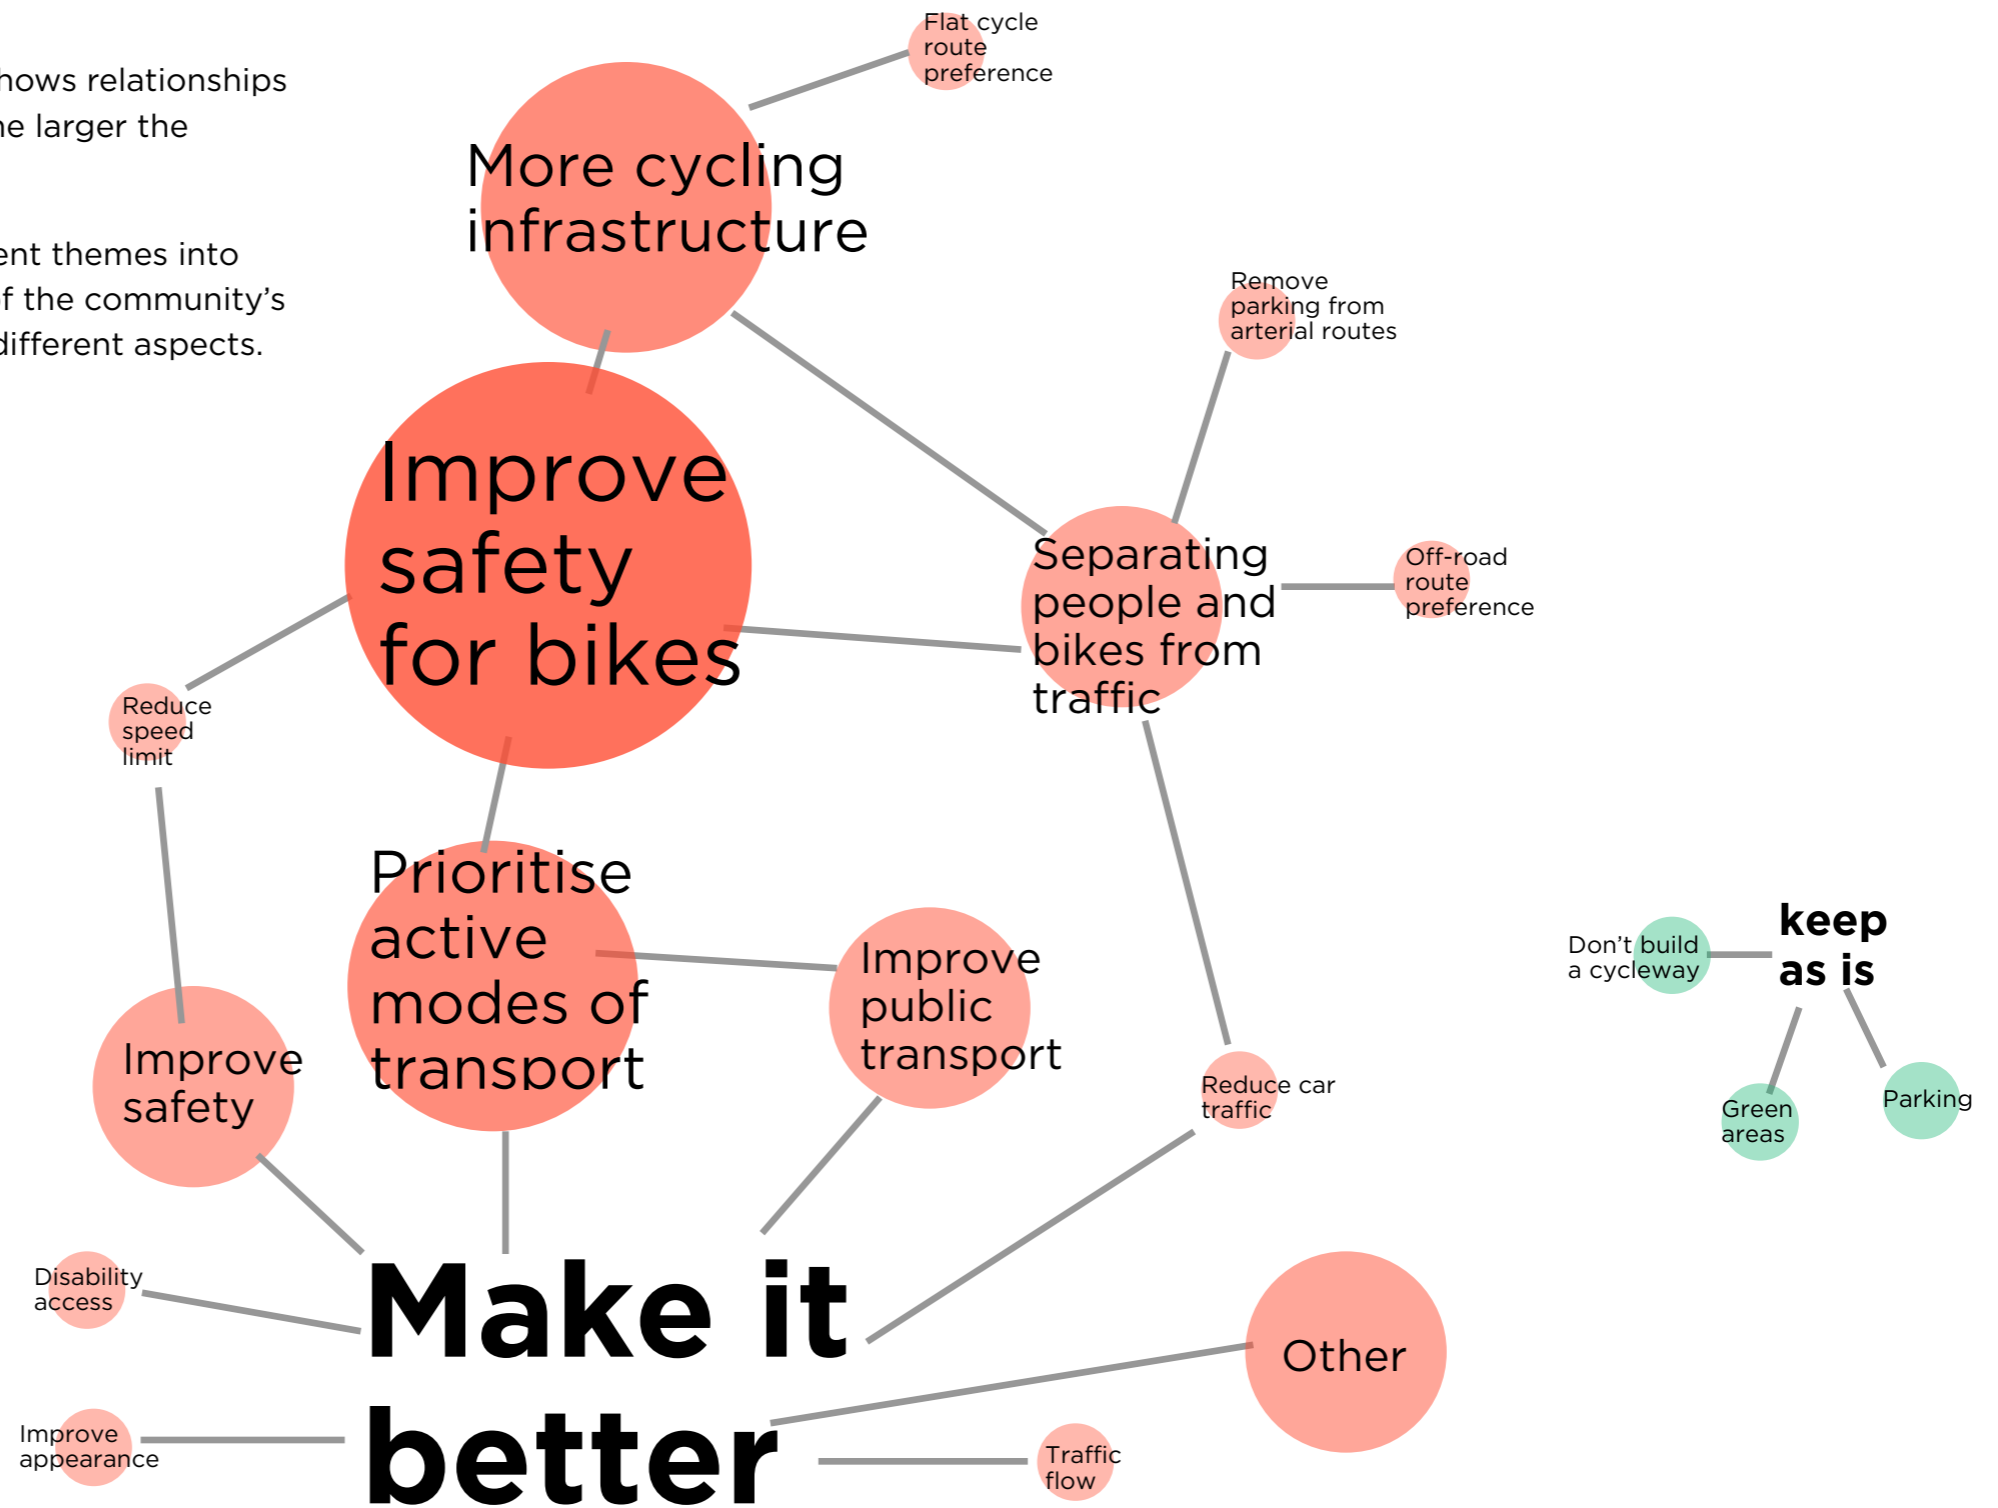 hows relationships
he larger the
ent themes into
of the community's
different aspects.
Flat cycle
route
preference
More cycling
infrastructure
Remove
parking from
arterial routes
Improve
safety
for bikes
Separating
people and
bikes from
traffic
Off-road
route
preference
Reduce
speed
limit
Prioritise
active
modes of
transport
Improve
public
transport
Improve
safety
Reduce car
traffic
keep
as is
Don't build
a cycleway
Green
areas
Parking
Disability
access
Make it
better
Other
Improve
appearance
Traffic
flow